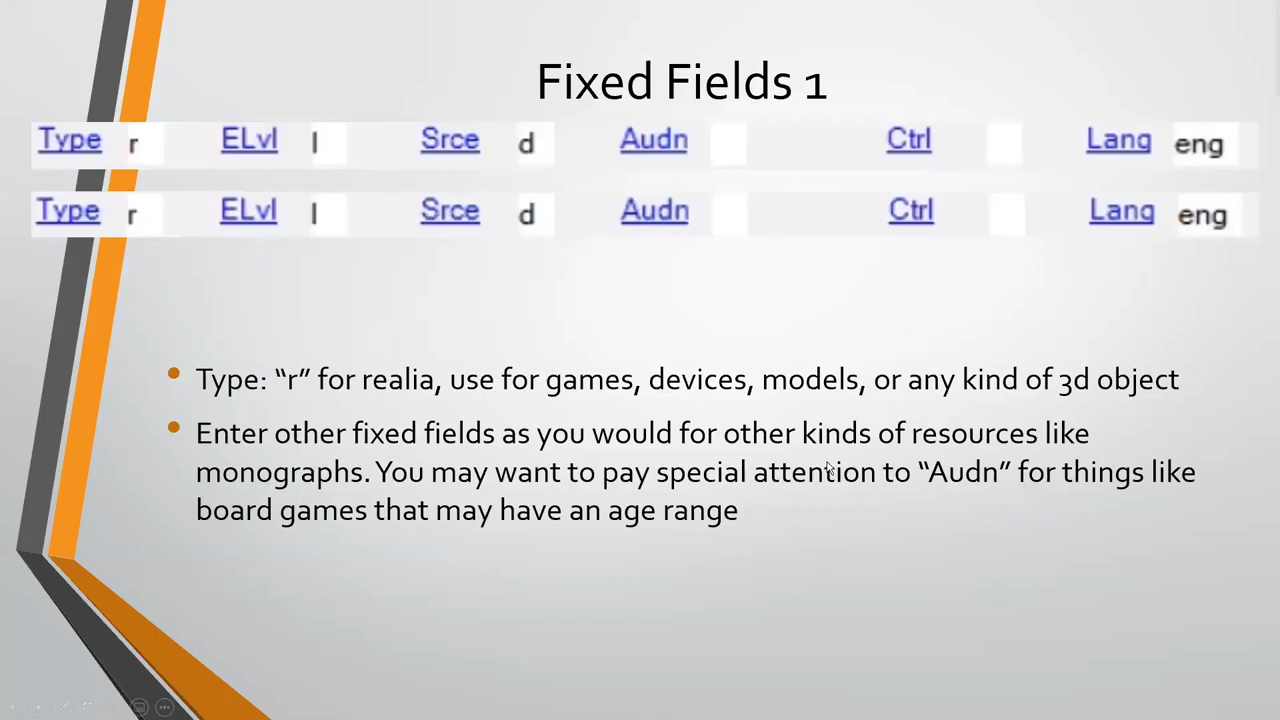 Fixed Fields 1
Type r ELvl I Srce d Audn Ctrl Lang eng
Type r ELvl I Srce d Audn Ctrl Lang eng
• Type: “r” for realia, use for games, devices, models, or any kind of 3d object
• Enter other fixed fields as you would for other kinds of resources like
monographs. You may want to pay special attention to “Audn” for things like
board games that may have an age range